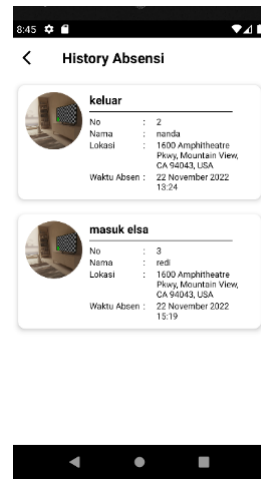 8:45
History Absensi
keluar
No : 2
Nama : nanda
Lokasi : 1600 Amphitheatre
Pkwy, Mountain View,
CA 94043, USA
Waktu Absen : 22 November 2022
13:24
masuk elsa
No : 3
Nama : redi
Lokasi : 1600 Amphitheatre
Pkwy, Mountain View,
CA 94043, USA
Waktu Absen : 22 November 2022
15:19